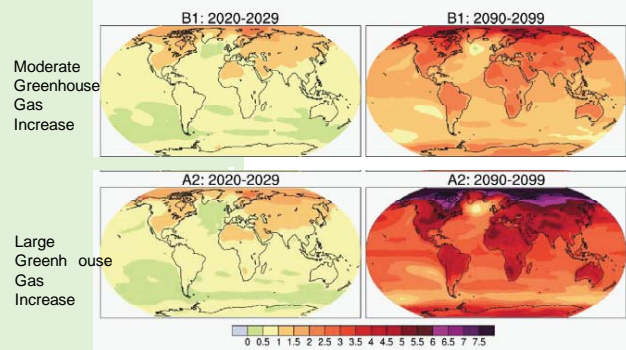 B1: 2020-2029
B1: 2090-2099
Moderate
Greenhouse
Gas
Increase
A2: 2020-2029
A2: 2090-2099
Large
Greenh ouse
Gas
Increase
0 0.5 1 1.5 2 2.5 3 3.5 4 4.5 5 5.5 6 6.5 7 7.5